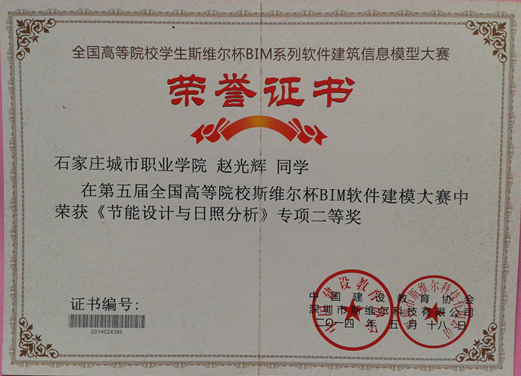 全国高等院校学生斯维尔杯BIM系列软件建筑信息模型大赛
荣誉证书
石家庄城市职业学院 赵光辉 同学
在第五届全国高等院校斯维尔杯BIM软件建模大赛中
荣获《节能设计与日照分析》专项二等奖
中国建设教育协会
深圳市斯维尔科技有限公司
二〇一四年五月十八日
证书编号:
2014024385